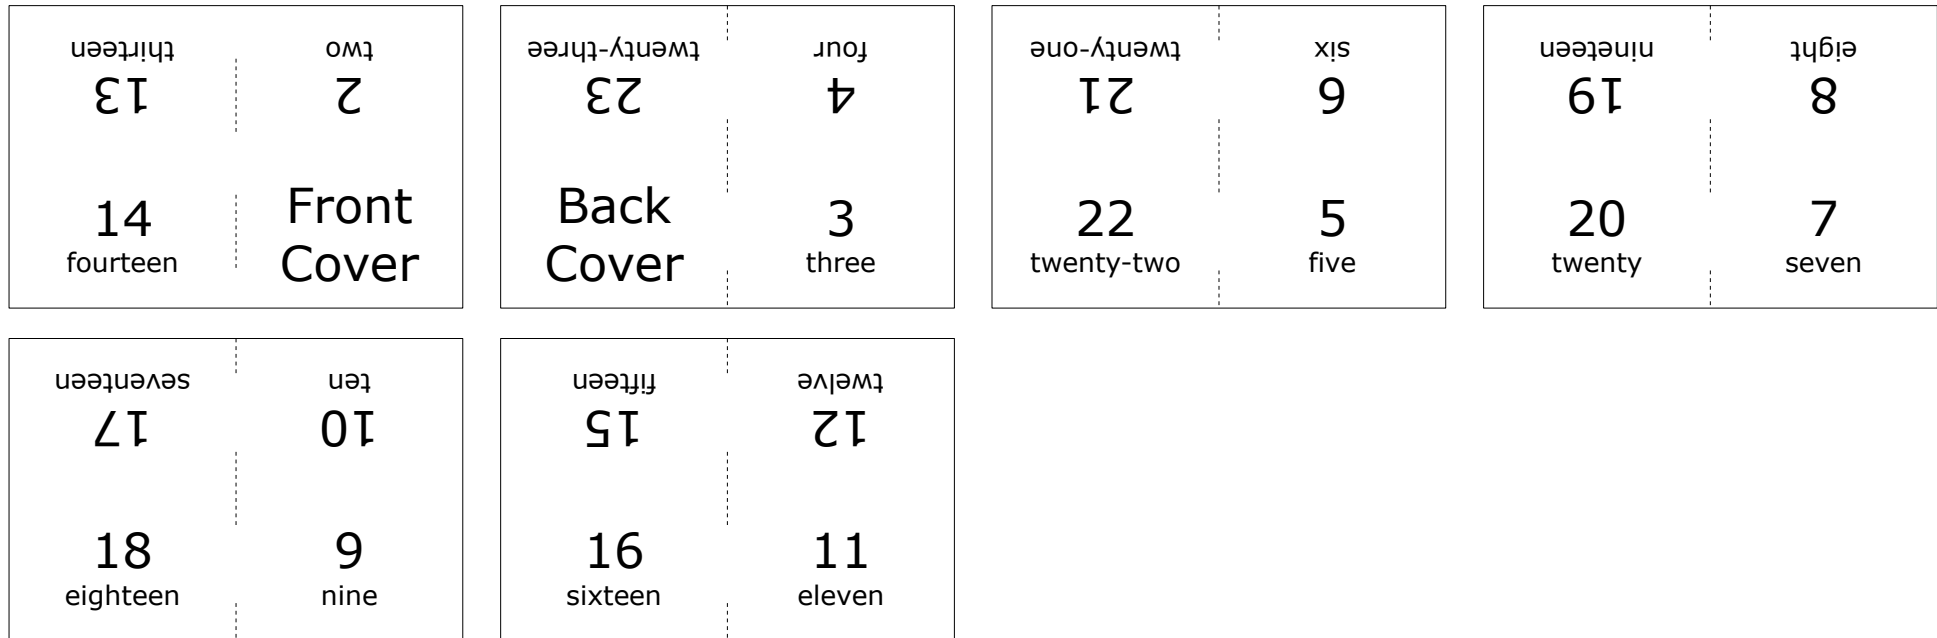 thirteen
13
two
2
14
fourteen
Front
Cover
twenty-three
23
four
4
Back
Cover
3
three
twenty-one
21
six
6
22
twenty-two
5
five
nineteen
19
eight
8
20
twenty
7
seven
seventeen
17
ten
10
18
eighteen
9
nine
fifteen
15
twelve
12
16
sixteen
11
eleven